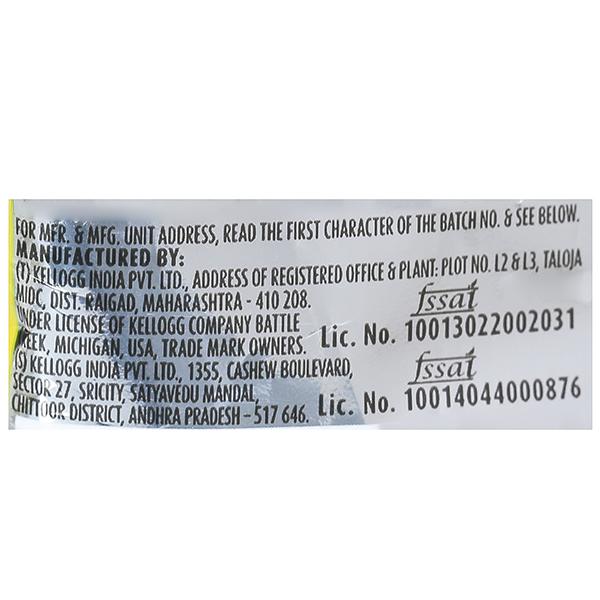 FOR MFR. & MFG. UNIT ADDRESS, READ THE FIRST CHARACTER OF THE BATCH NO. & SEE BELOW.
MANUFACTURED BY:
(T) KELLOGG INDIA PVT. LTD., ADDRESS OF REGISTERED OFFICE & PLANT: PLOT NO. L2 & L3, TALOJA
MIDC, DIST. RAIGAD, MAHARASHTRA - 410 208.
fssai
UNDER LICENSE OF KELLOGG COMPANY BATTLE
Lic. No. 10013022002031
REEK, MICHIGAN, USA, TRADE MARK OWNERS.
(S) KELLOGG INDIA PVT. LTD., 1355, CASHEW BOULEVARD,
fssai
SECTOR 27, SRICITY, SATYAVEDU MANDAL,
CHITTOOR DISTRICT, ANDHRA PRADESH - 517 646. Lic. No. 10014044000876